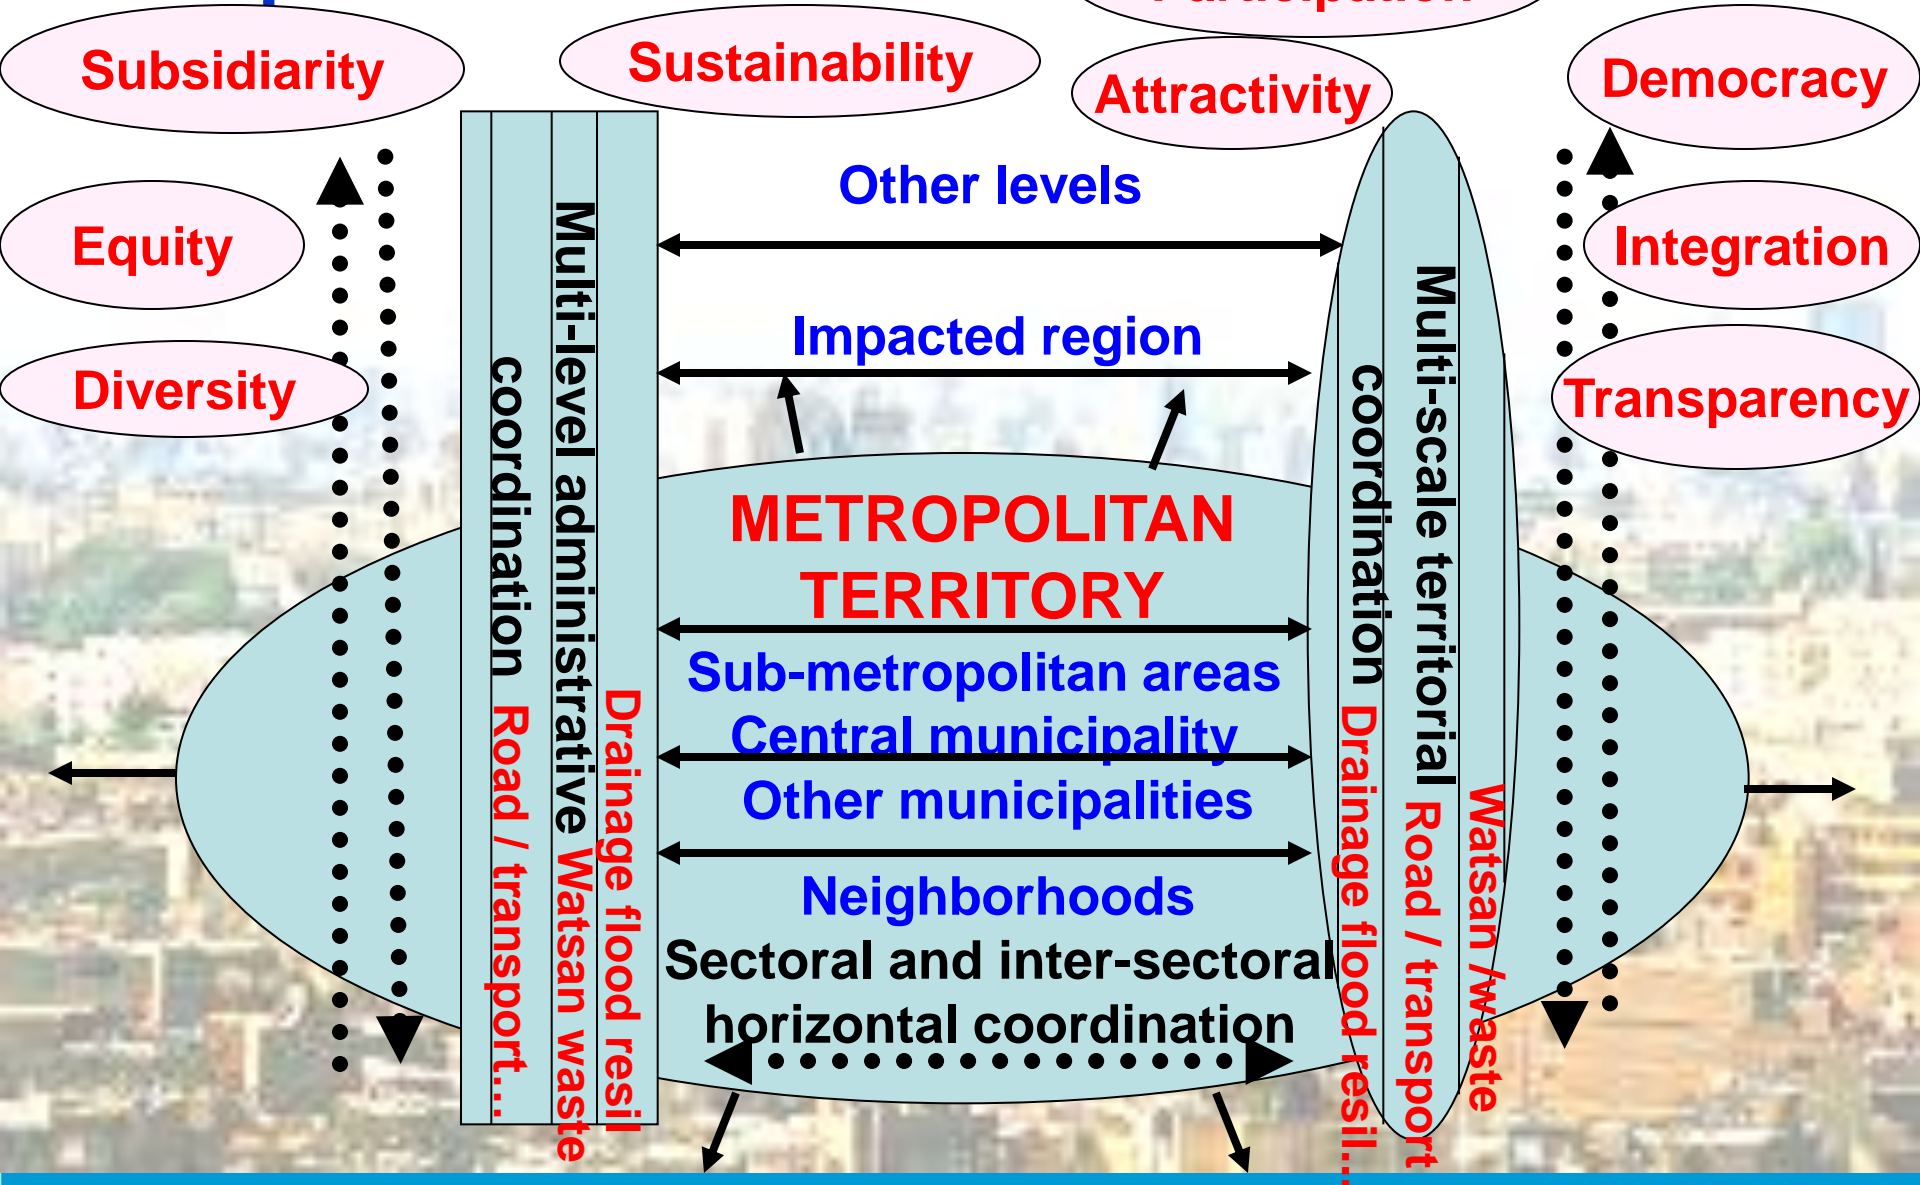 Participation
Subsidiarity
Sustainability
Attractivity
Democracy
Equity
Other levels
Integration
Impacted region
Diversity
Transparency
Multi-level administrative Watsan waste
coordination Road / transport...
Drainage flood resil
METROPOLITAN
TERRITORY
Sub-metropolitan areas
Central municipality
Other municipalities
Neighborhoods
Sectoral and inter-sectoral
horizontal coordination
Multi-scale territorial Road / transport
coordination Drainage flood resil...
Watsan /waste